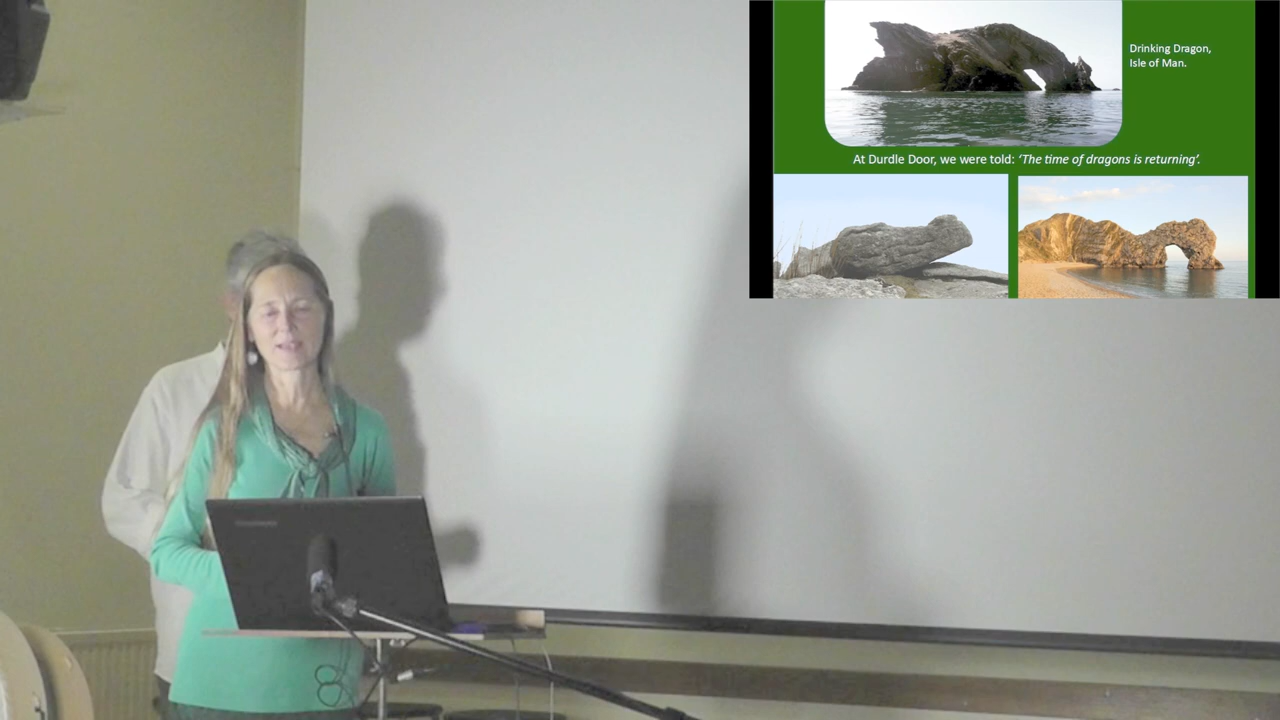 Drinking Dragon,
Isle of Man.
At Durdle Door, we were told: ‘The time of dragons is returning’.